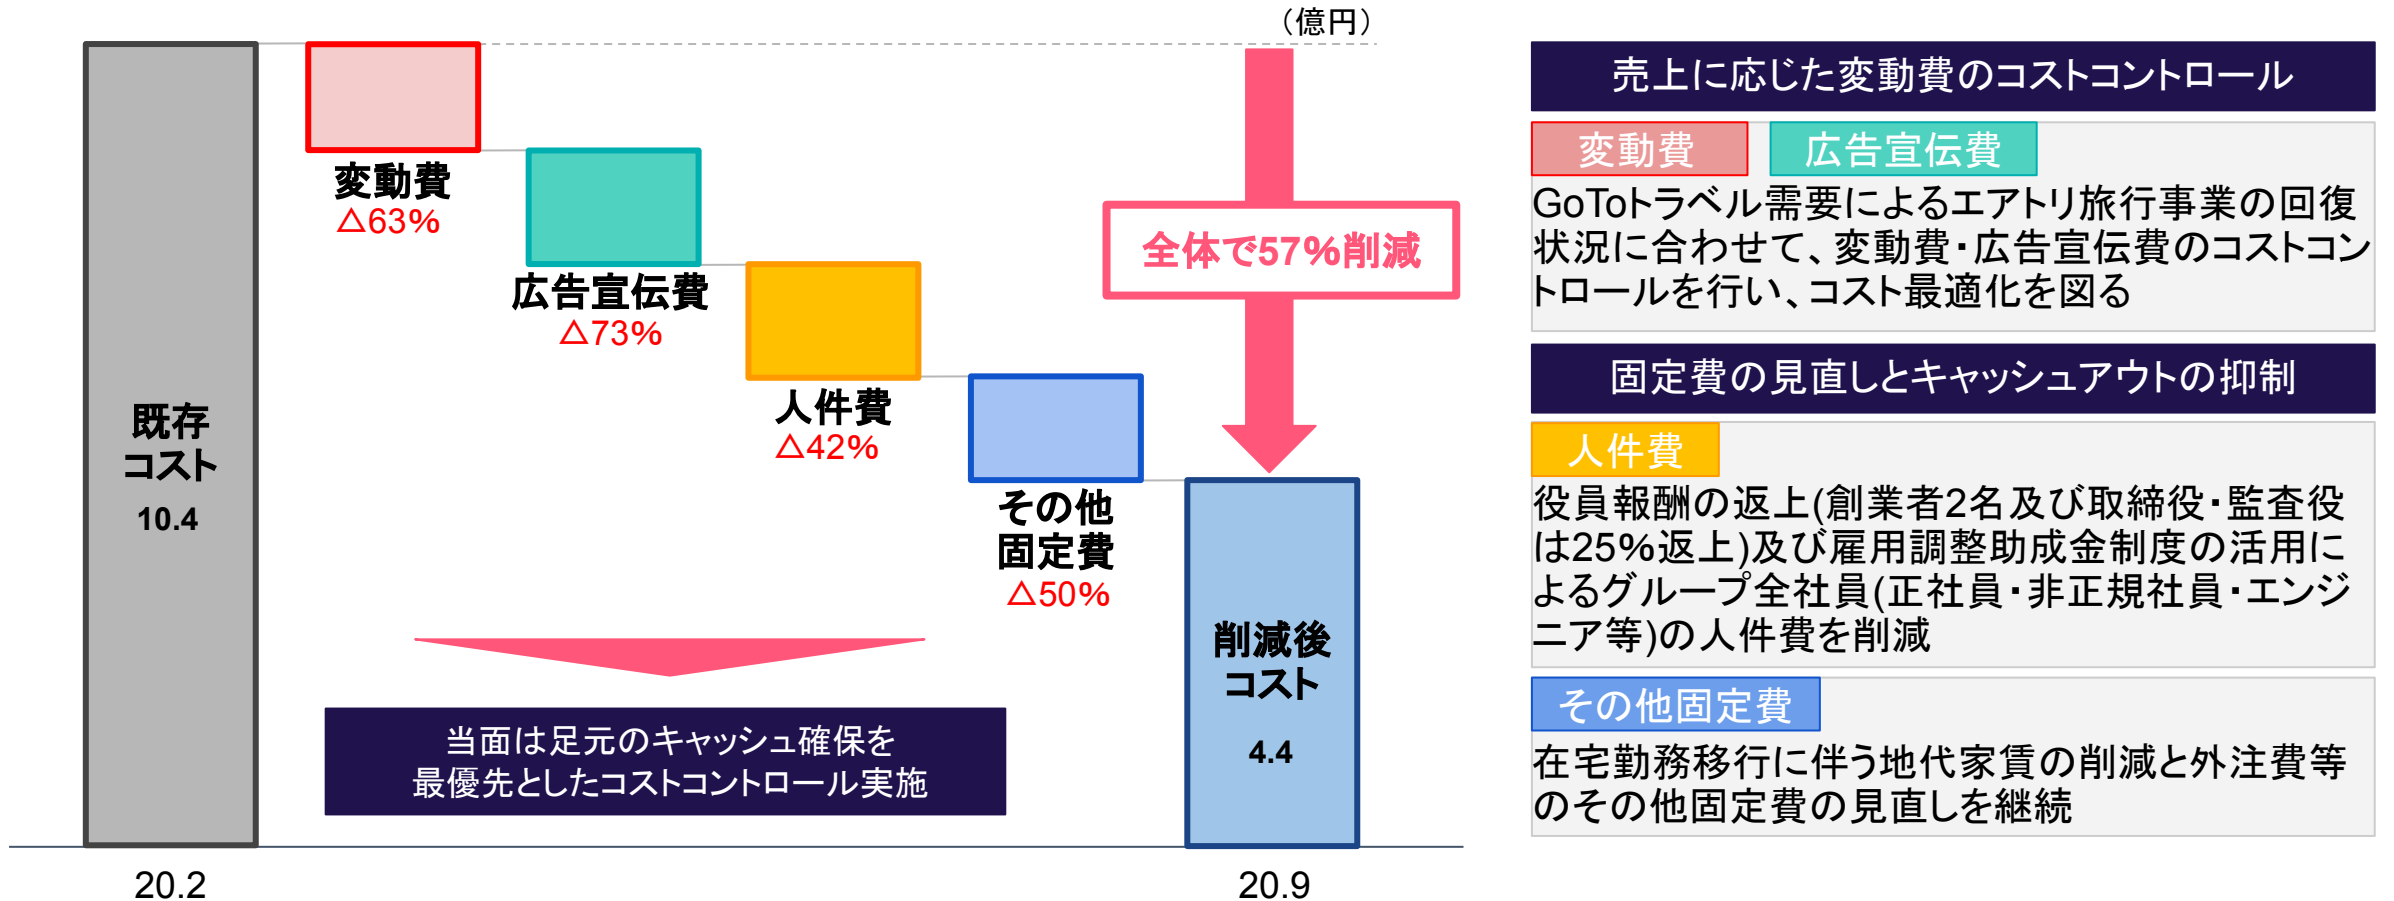 （億円）
既存
コスト
10.4
変動費
△63%
広告宣伝費
△73%
人件費
△42%
その他
固定費
△50%
全体で57%削減
削減後
コスト
4.4
当面は足元のキャッシュ確保を
最優先としたコストコントロール実施
20.2
20.9
売上に応じた変動費のコストコントロール
変動費
広告宣伝費
GoToトラベル需要によるエアトリ旅行事業の回復
状況に合わせて、変動費・広告宣伝費のコストコン
トロールを行い、コスト最適化を図る
固定費の見直しとキャッシュアウトの抑制
人件費
役員報酬の返上(創業者2名及び取締役・監査役
は25%返上)及び雇用調整助成金制度の活用に
よるグループ全社員(正社員・非正規社員・エンジ
ニア等)の人件費を削減
その他固定費
在宅勤務移行に伴う地代家賃の削減と外注費等
のその他固定費の見直しを継続